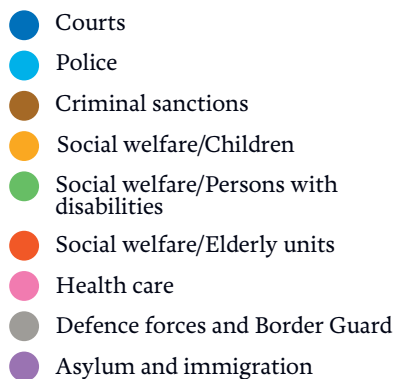 Courts
Police
Criminal sanctions
Social welfare/Children
Social welfare/Persons with
disabilities
Social welfare/Elderly units
Health care
Defence forces and Border Guard
Asylum and immigration